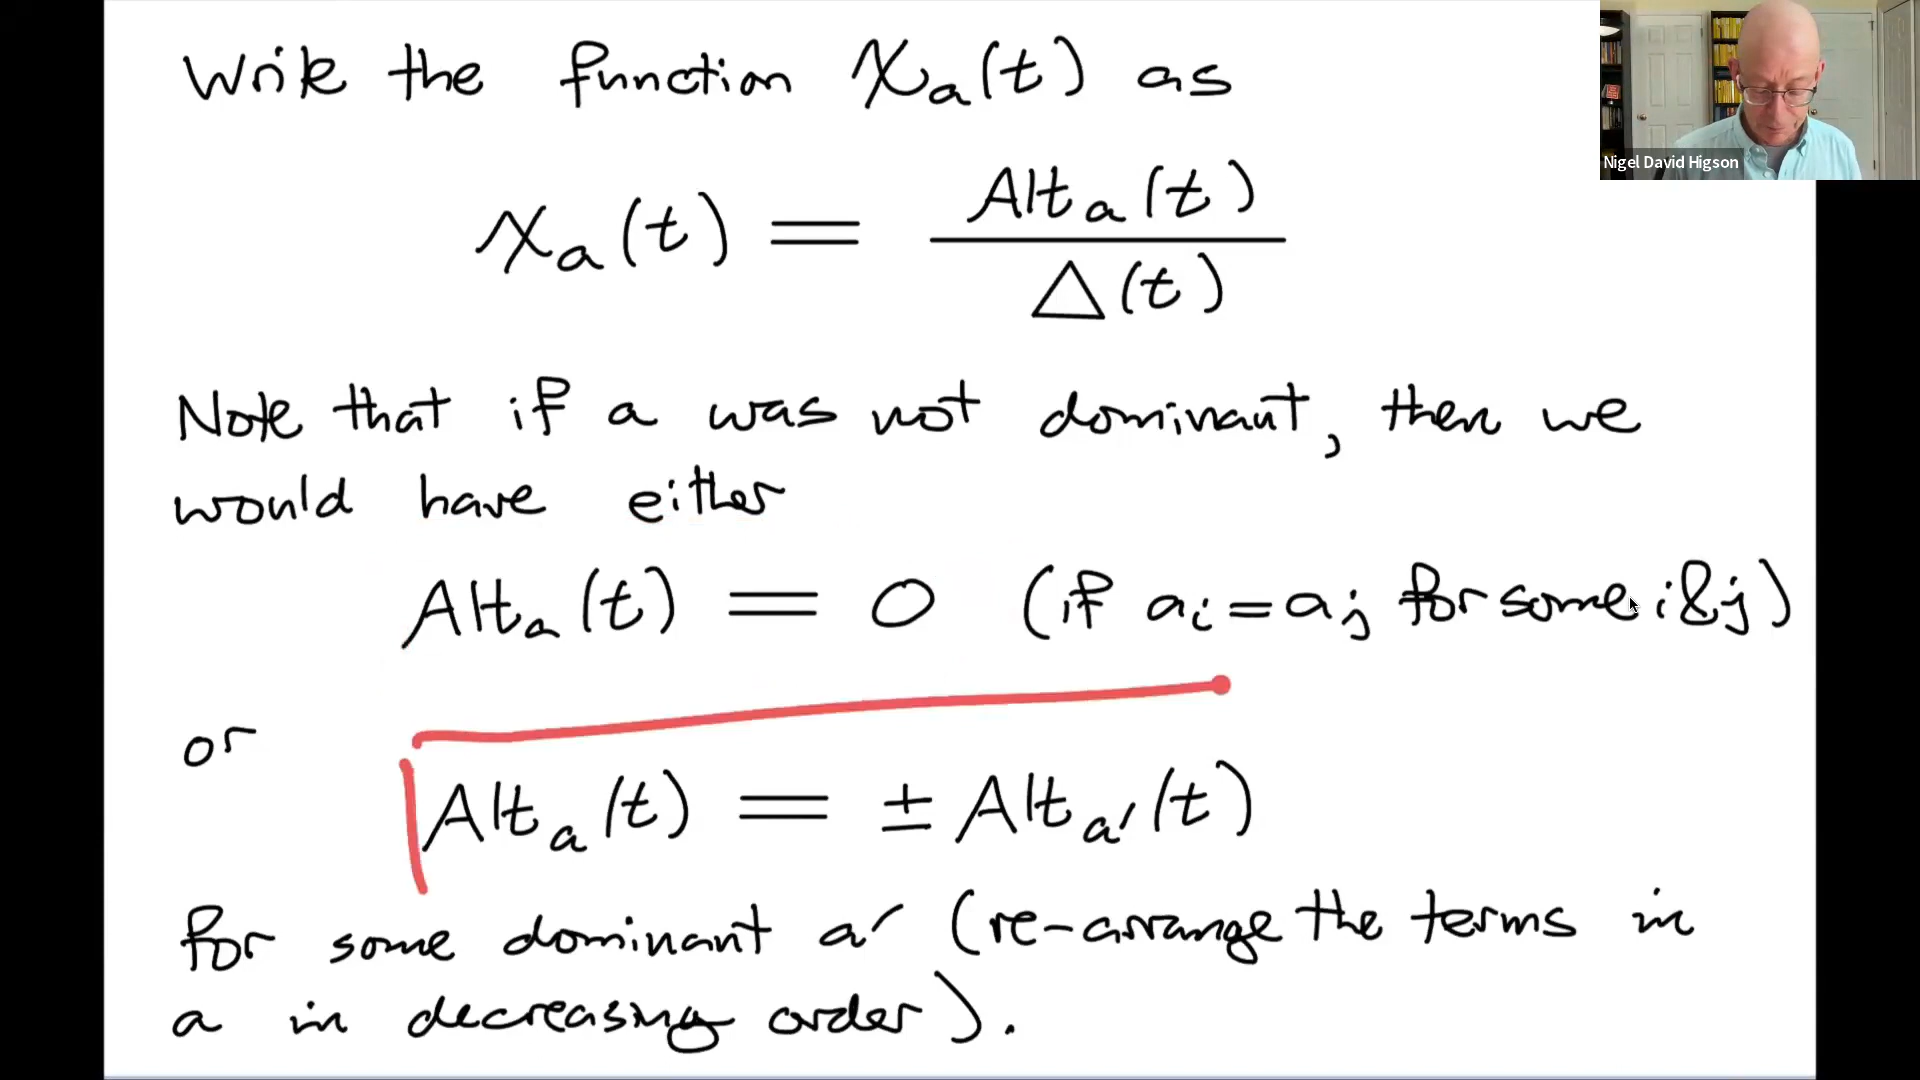 Write the function χₐ(t) as
χₐ(t) = Altₐ(t) / Δ(t)
Note that if a was not dominant, then we
would have either
Altₐ(t) = 0 (if aᵢ = aⱼ for some i & j)
or
Altₐ(t) = ± Altₐ′(t)
for some dominant a′ (re-arrange the terms in
a in decreasing order).
Nigel David Higson